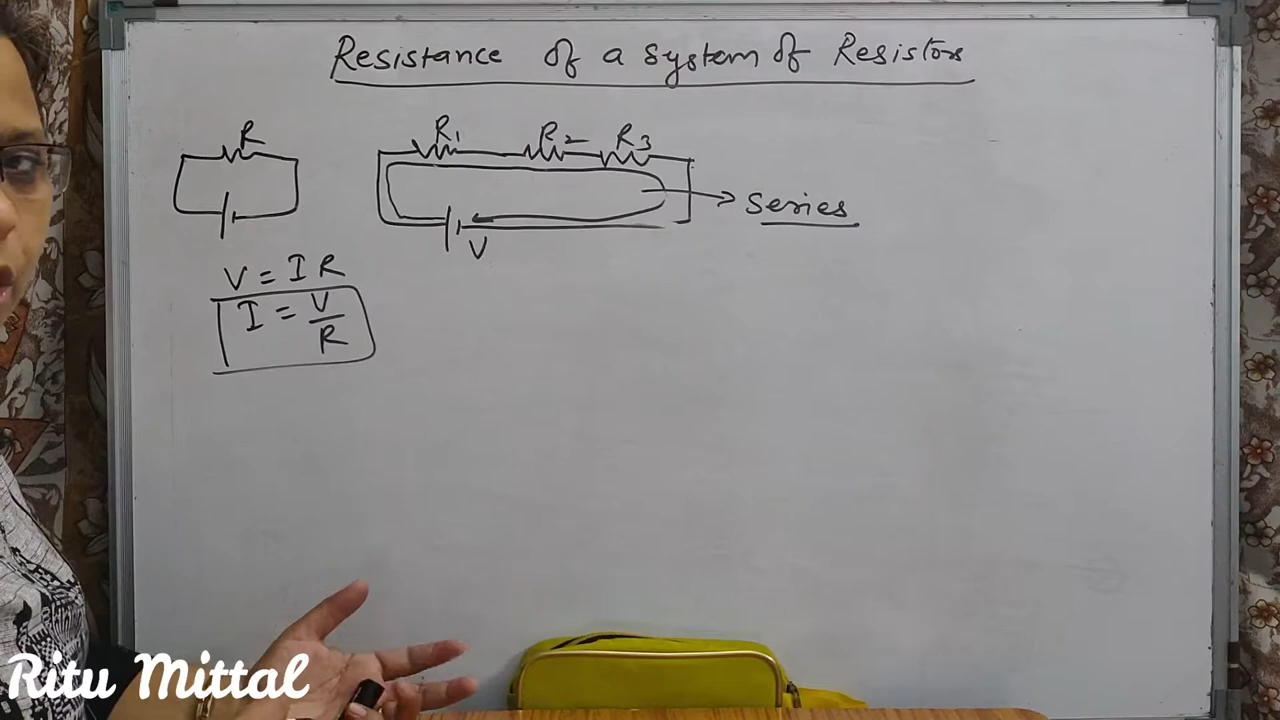 Resistance of a System of Resistors
R
R1 R2 R3
V
Series
V = I R
I = V/R
Ritu Mittal